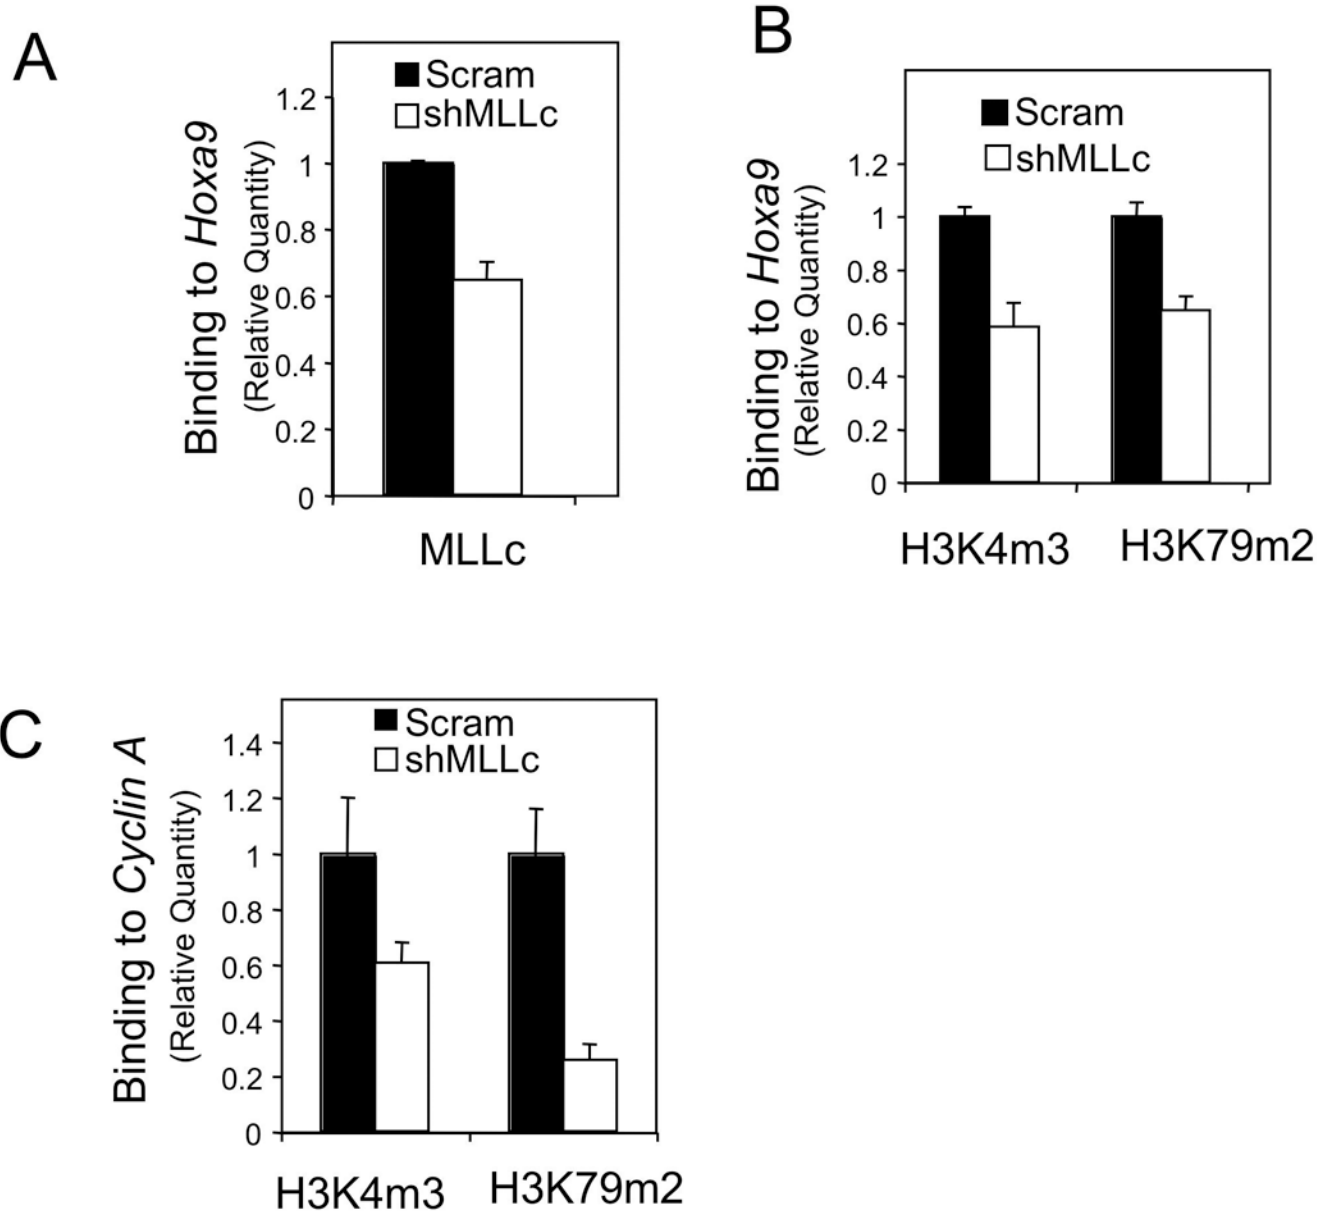 A
Scram
shMLLc
Binding to Hoxa9
(Relative Quantity)
1.2
1
0.8
0.6
0.4
0.2
0
MLLc
B
Scram
shMLLc
Binding to Hoxa9
(Relative Quantity)
1.2
1
0.8
0.6
0.4
0.2
0
H3K4m3 H3K79m2
C
Scram
shMLLc
Binding to Cyclin A
(Relative Quantity)
1.4
1.2
1
0.8
0.6
0.4
0.2
0
H3K4m3 H3K79m2